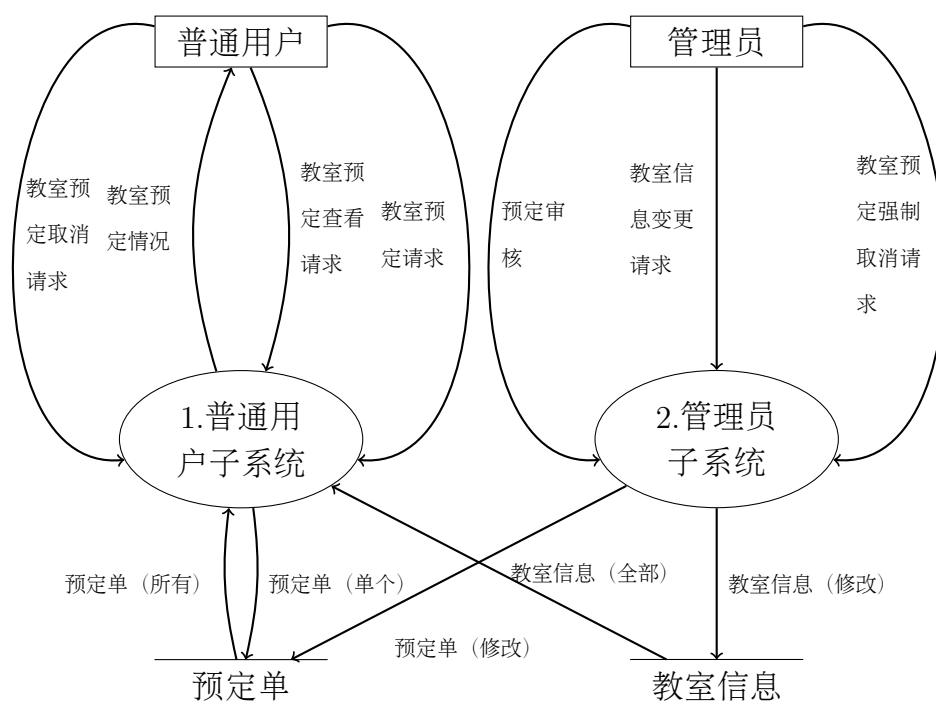 普通用户
管理员
教室预
定取消
请求
教室预
定情况
教室预
定查看
请求
教室预
定请求
预定审
核
教室信
息变更
请求
教室预
定强制
取消请
求
1.普通用
户子系统
2.管理员
子系统
预定单（所有）
预定单（单个）
教室信息（全部）
教室信息（修改）
预定单（修改）
预定单
教室信息